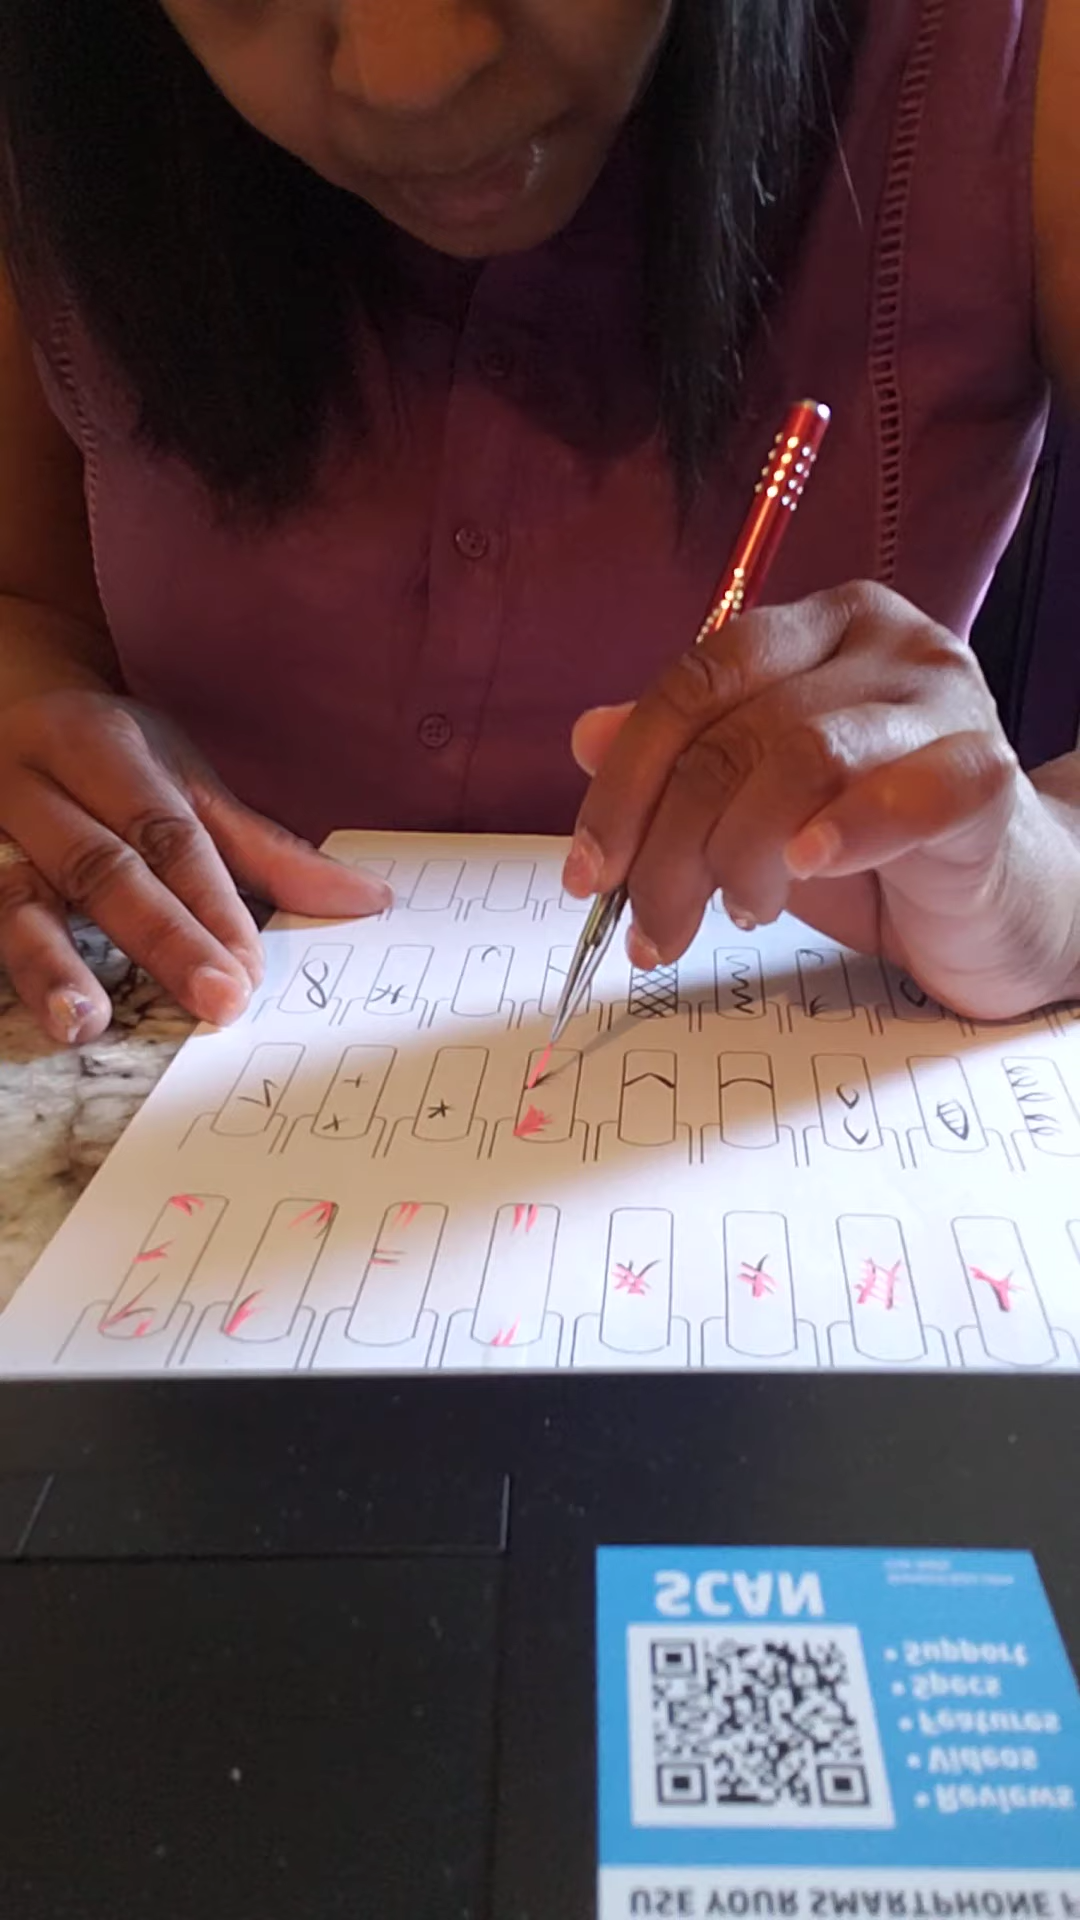 SCAN
• Support
• Specs
• Features
• Videos
• Reviews
USE YOUR SMARTPHONE